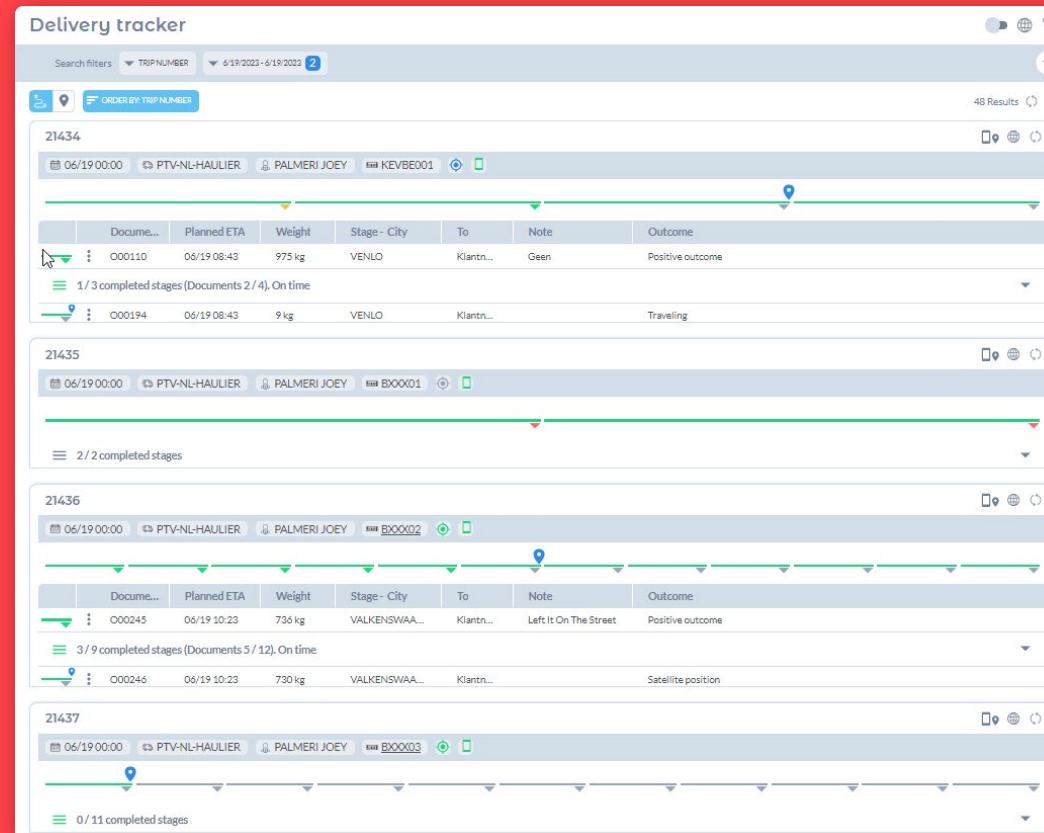 Delivery tracker
Search filters TRIP NUMBER 6/19/2023 - 6/19/2023 2
ORDER BY: TRIP NUMBER 48 Results
21434
06/19 00:00 PTV-NL-HAULIER PALMERI JOEY KEVBE001
Docume... Planned ETA Weight Stage - City To Note Outcome
O00110 06/19 08:43 975 kg VENLO Klantn... Geen Positive outcome
1 / 3 completed stages (Documents 2 / 4). On time
O00194 06/19 08:43 9 kg VENLO Klantn... Traveling
21435
06/19 00:00 PTV-NL-HAULIER PALMERI JOEY BXXX01
2 / 2 completed stages
21436
06/19 00:00 PTV-NL-HAULIER PALMERI JOEY BXXX02
Docume... Planned ETA Weight Stage - City To Note Outcome
O00245 06/19 10:23 736 kg VALKENSWAA... Klantn... Left It On The Street Positive outcome
3 / 9 completed stages (Documents 5 / 12). On time
O00246 06/19 10:23 730 kg VALKENSWAA... Klantn... Satellite position
21437
06/19 00:00 PTV-NL-HAULIER PALMERI JOEY BXXX03
0 / 11 completed stages